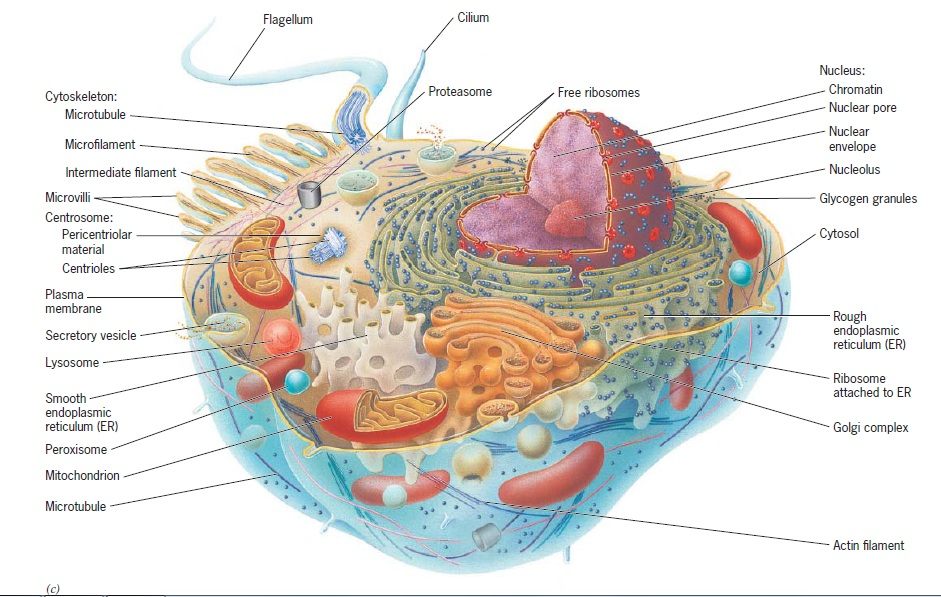 Flagellum
Cilium
Proteasome
Free ribosomes
Cytoskeleton:
Microtubule
Microfilament
Intermediate filament
Microvilli
Centrosome:
Pericentriolar
material
Centrioles
Plasma
membrane
Secretory vesicle
Lysosome
Smooth
endoplasmic
reticulum (ER)
Peroxisome
Mitochondrion
Microtubule
Nucleus:
Chromatin
Nuclear pore
Nuclear
envelope
Nucleolus
Glycogen granules
Cytosol
Rough
endoplasmic
reticulum (ER)
Ribosome
attached to ER
Golgi complex
Actin filament
(c)